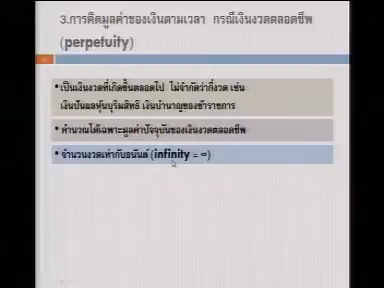 3.การคิดมูลค่าของเงินตามเวลา กรณีเงินงวดตลอดชีพ
(perpetuity)
• เป็นเงินงวดที่เกิดขึ้นตลอดไป ไม่จำกัดว่ากี่งวด เช่น
เงินปันผลหุ้นบุริมสิทธิ เงินบำนาญของข้าราชการ
• คำนวณได้เฉพาะมูลค่าปัจจุบันของเงินงวดตลอดชีพ
• จำนวนงวดเท่ากับอนันต์ (infinity = ∞)